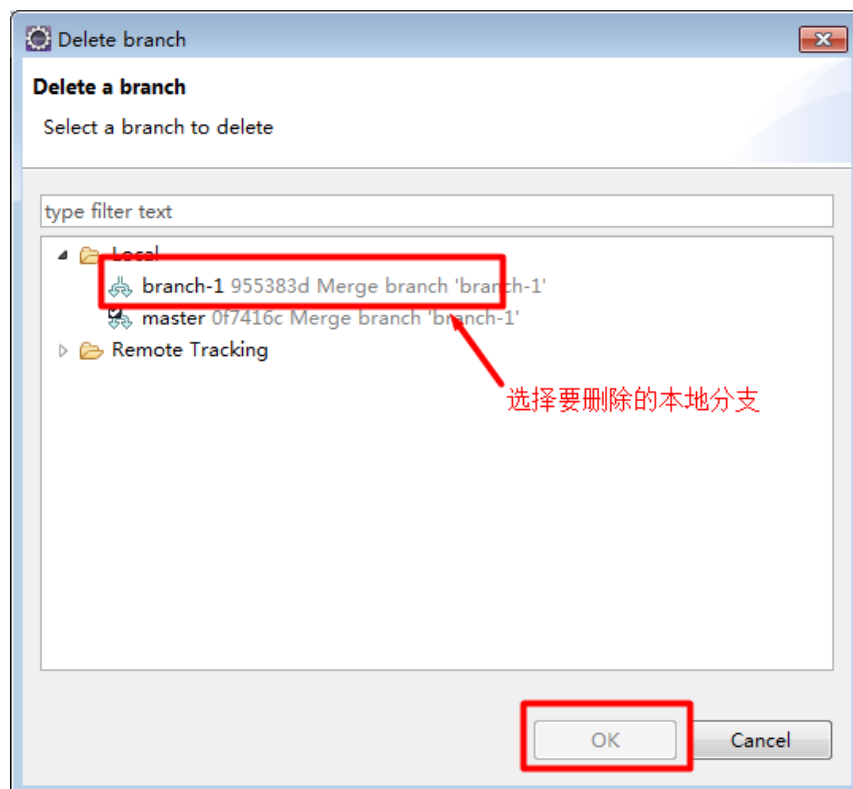 Delete branch
Delete a branch
Select a branch to delete
type filter text
Local
branch-1 955383d Merge branch 'branch-1'
master 0f7416c Merge branch 'branch-1'
Remote Tracking
选择要删除的本地分支
OK
Cancel